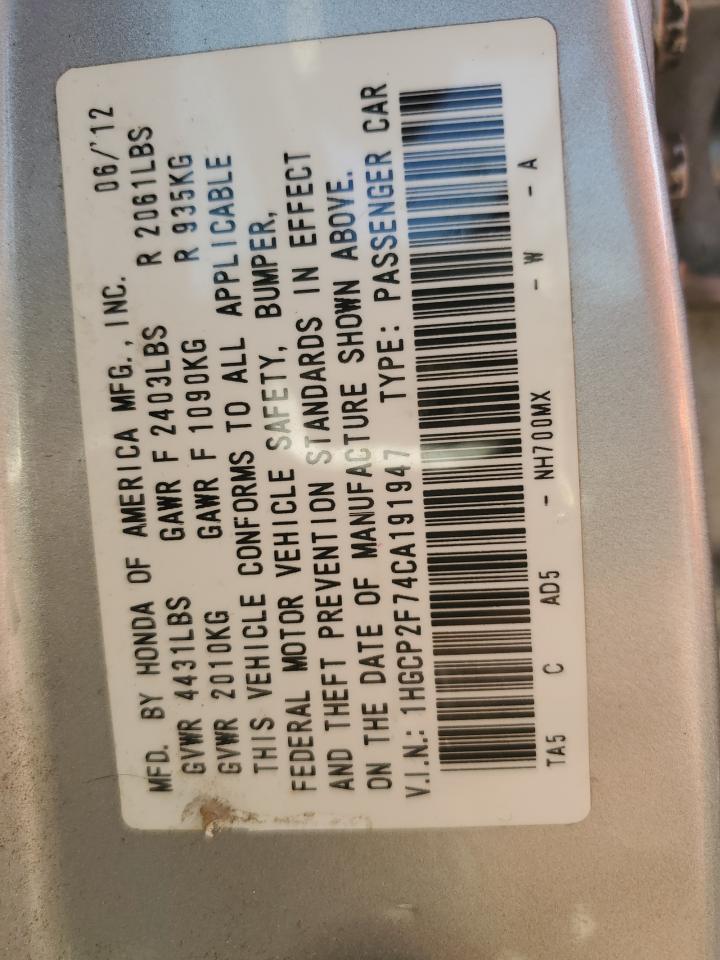 MFD. BY HONDA OF AMERICA MFG., INC. 06/'12
GVWR 4431LBS GAWR F 2403LBS R 2061LBS
GVWR 2010KG GAWR F 1090KG R 935KG
THIS VEHICLE CONFORMS TO ALL APPLICABLE
FEDERAL MOTOR VEHICLE SAFETY, BUMPER,
AND THEFT PREVENTION STANDARDS IN EFFECT
ON THE DATE OF MANUFACTURE SHOWN ABOVE.
V.I.N.: 1HGCP2F74CA191947 TYPE: PASSENGER CAR
TA5 C AD5 - NH700MX - W - A